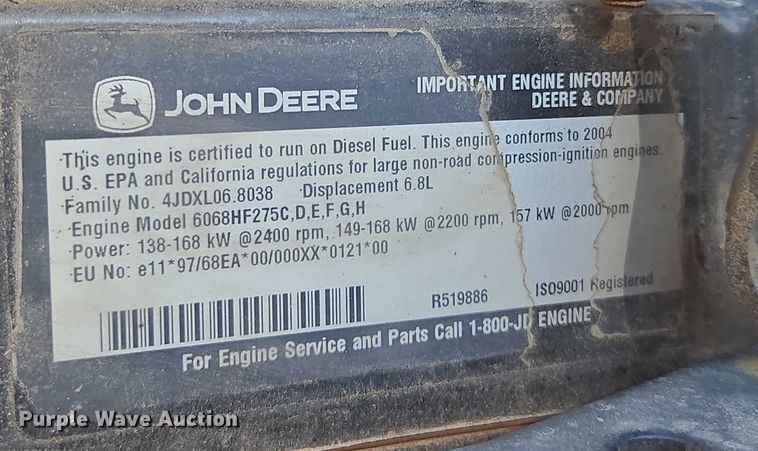 JOHN DEERE
IMPORTANT ENGINE INFORMATION
DEERE & COMPANY
·This engine is certified to run on Diesel Fuel. This engine conforms to 2004
U.S. EPA and California regulations for large non-road compression-ignition engines.
·Family No. 4JDXL06.8038 Displacement 6.8L
·Engine Model 6068HF275C,D,E,F,G,H
·Power: 138-168 kW @2400 rpm, 149-168 kW @2200 rpm, 157 kW @2000 rpm
·EU No: e11*97/68EA*00/000XX*0121*00
R519886 ISO9001 Registered
For Engine Service and Parts Call 1-800-JD ENGINE
Purple Wave Auction